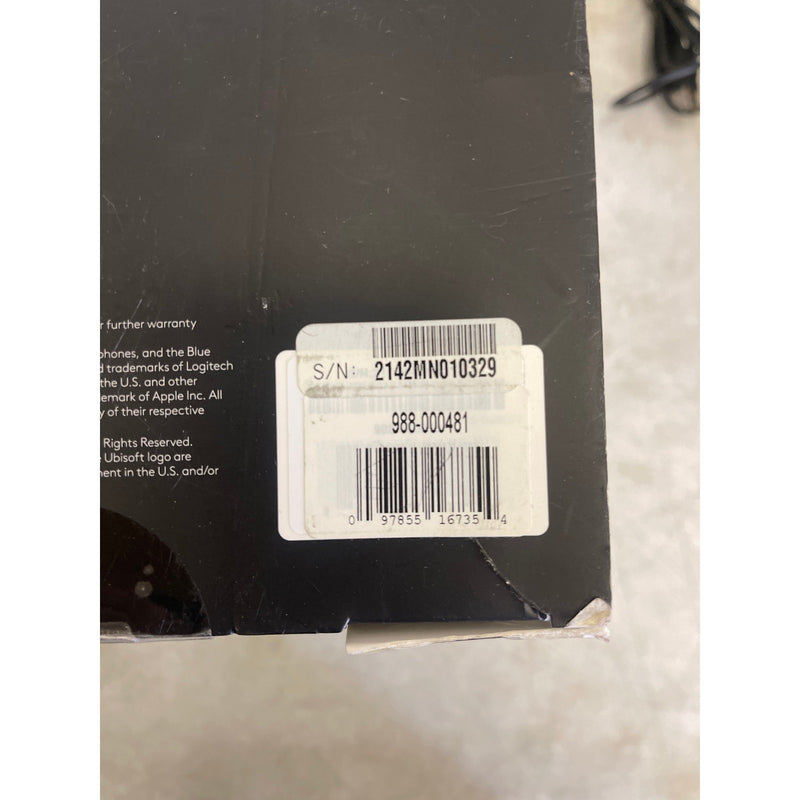 r further warranty
phones, and the Blue
d trademarks of Logitech
the U.S. and other
emark of Apple Inc. All
y of their respective
Rights Reserved.
Ubisoft logo are
ent in the U.S. and/or
S/N: 2142MN010329
988-000481
0 97855 16735 4